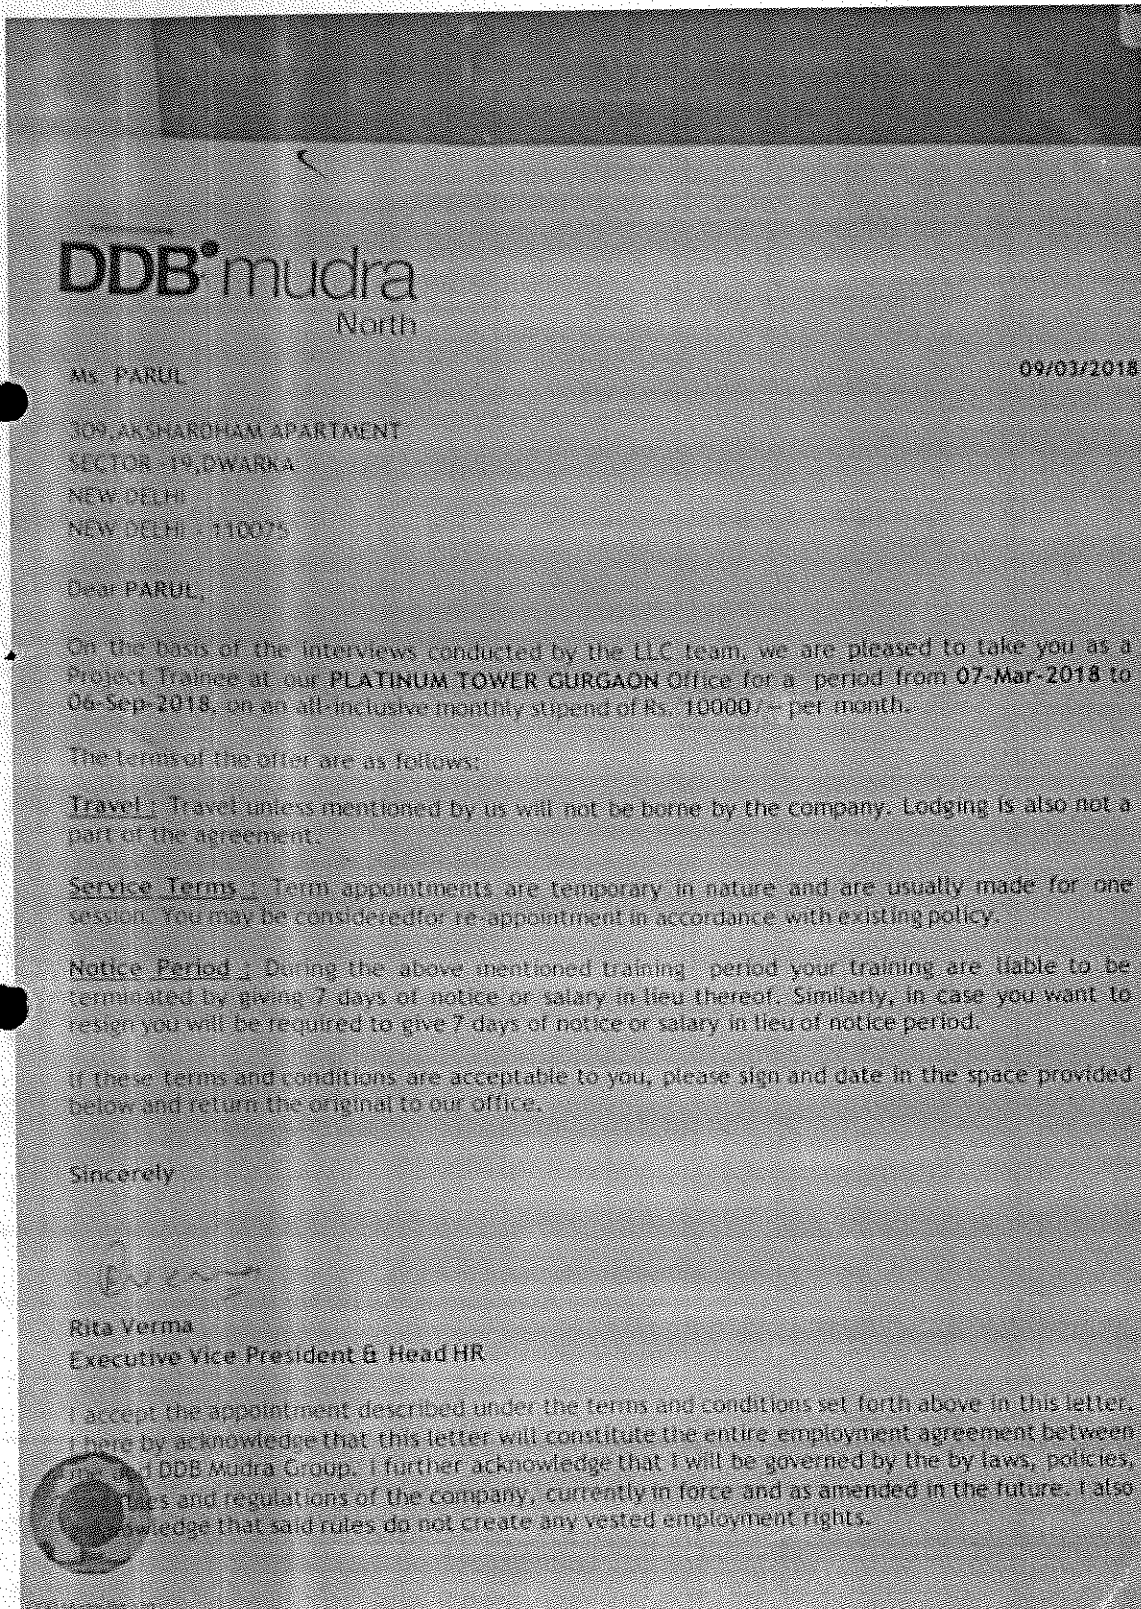 DDB mudra
North
Ms. PARUL
09/03/2018
309,AKSHARDHAM APARTMENT
SECTOR -19,DWARKA
NEW DELHI
NEW DELHI - 110075
Dear PARUL,
On the basis of the interviews conducted by the LLC team, we are pleased to take you as a
Project Trainee at our PLATINUM TOWER GURGAON Office for a period from 07-Mar-2018 to
06-Sep-2018, on an all-inclusive monthly stipend of Rs. 10000/- per month.
The terms of the offer are as follows:
Travel : Travel unless mentioned by us will not be borne by the company. Lodging is also not a
part of the agreement.
Service Terms : Term appointments are temporary in nature and are usually made for one
session. You may be consideredfor re-appointment in accordance with existing policy.
Notice Period : During the above mentioned training period your training are liable to be
terminated by giving 7 days of notice or salary in lieu thereof. Similarly, in case you want to
resign you will be required to give 7 days of notice or salary in lieu of notice period.
If these terms and conditions are acceptable to you, please sign and date in the space provided
below and return the original to our office.
Sincerely
Rita Verma
Executive Vice President & Head HR
I accept the appointment described under the terms and conditions set forth above in this letter.
I here by acknowledge that this letter will constitute the entire employment agreement between
DDB Mudra Group. I further acknowledge that I will be governed by the by laws, policies,
and regulations of the company, currently in force and as amended in the future. I also
that said rules do not create any vested employment rights.